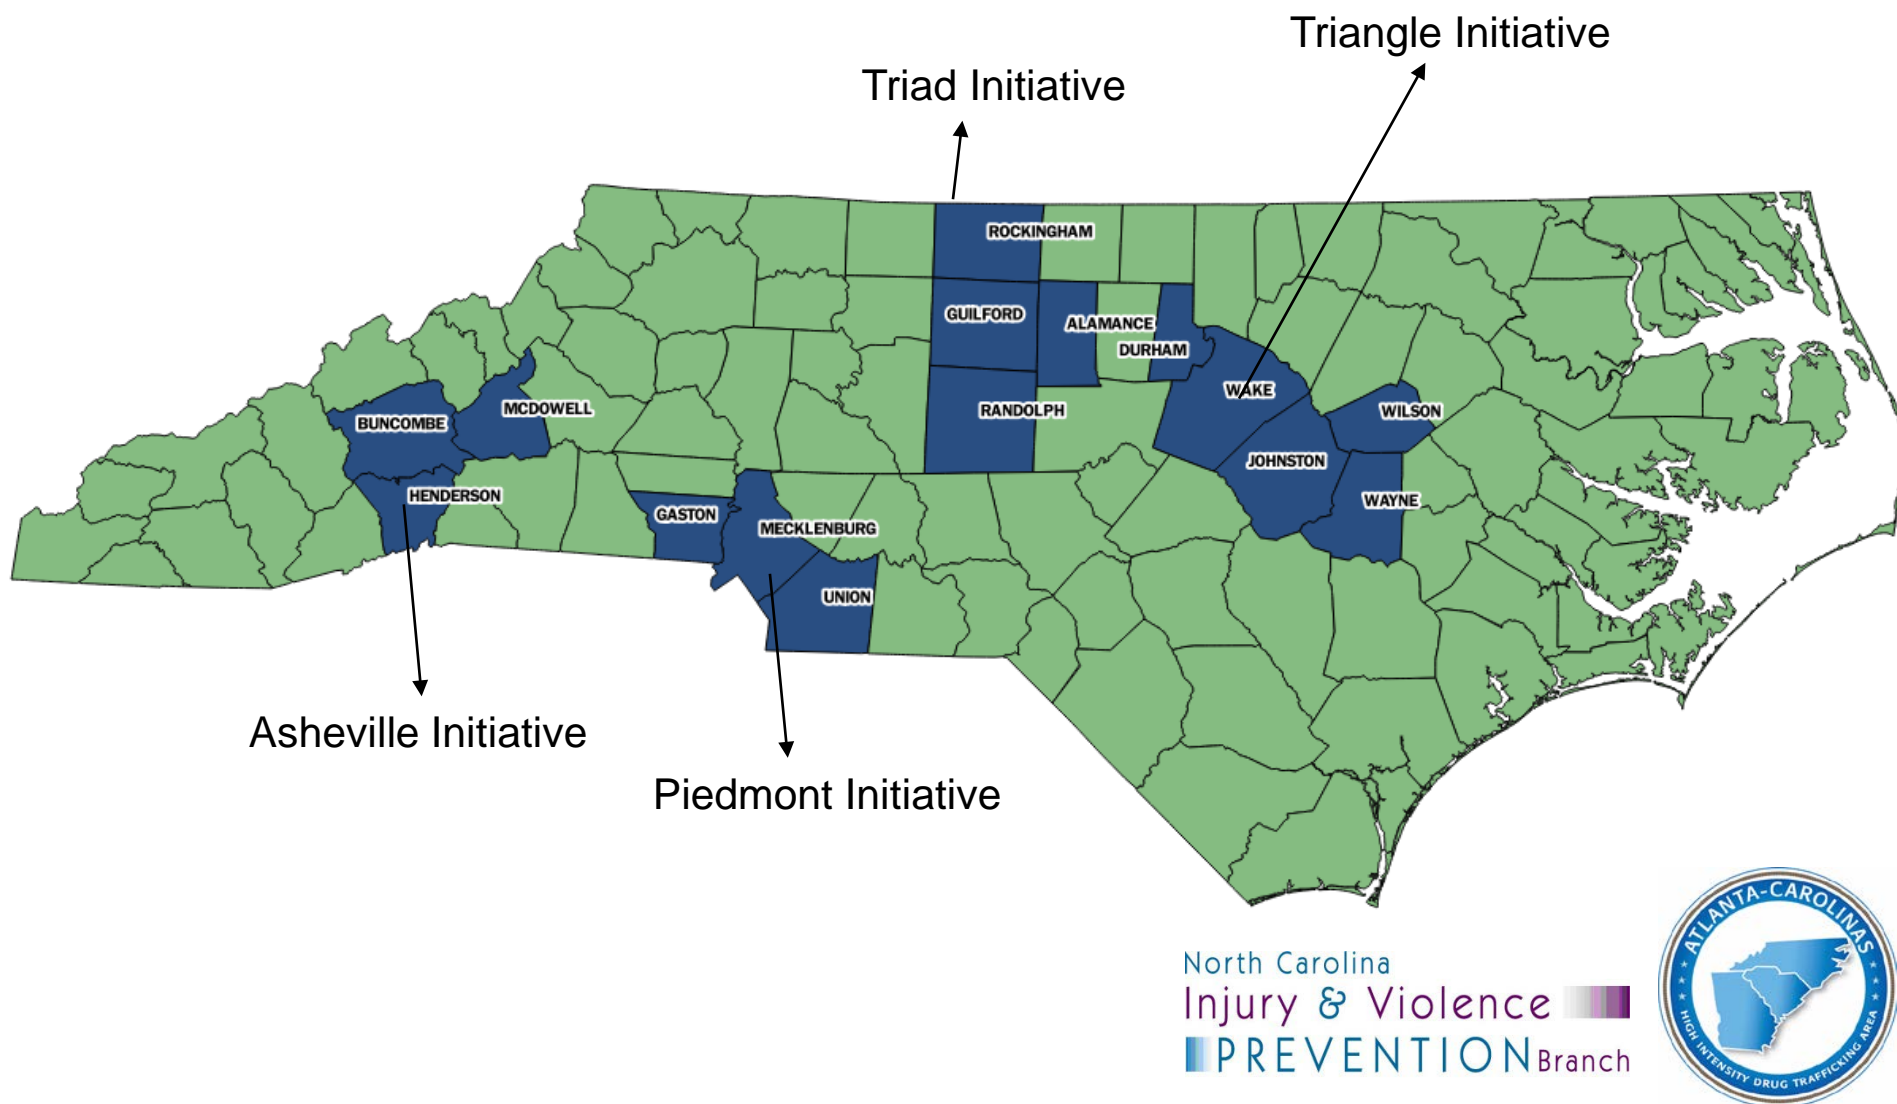 Triangle Initiative
Triad Initiative
ROCKINGHAM
GUILFORD
ALAMANCE
DURHAM
WAKE
RANDOLPH
WILSON
JOHNSTON
WAYNE
MCDOWELL
BUNCOMBE
HENDERSON
GASTON
MECKLENBURG
UNION
Asheville Initiative
Piedmont Initiative
North Carolina
Injury & Violence
PREVENTION Branch
ATLANTA-CAROLINAS
HIGH INTENSITY DRUG TRAFFICKING AREA